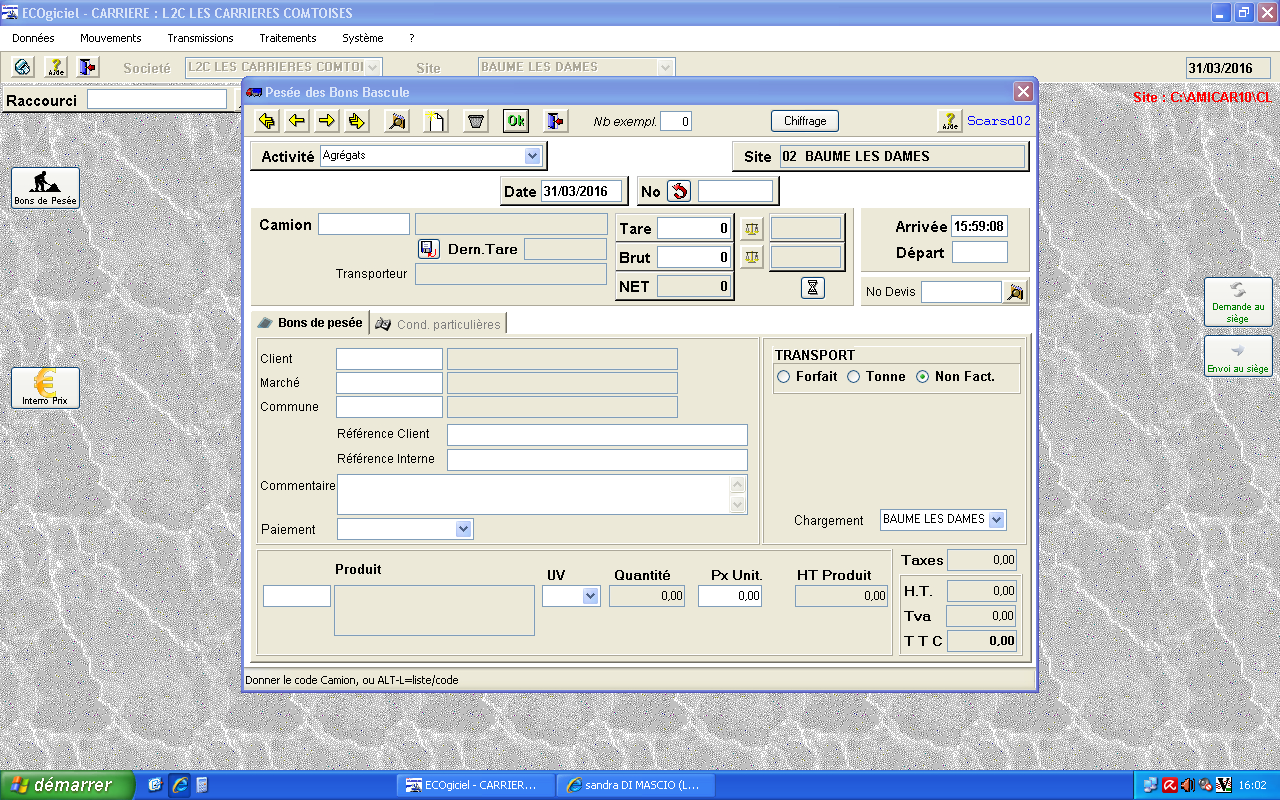 ECOgiciel - CARRIERE : L2C LES CARRIERES COMTOISES
Données Mouvements Transmissions Traitements Système ?
Aide Societé L2C LES CARRIERES COMTOI Site BAUME LES DAMES 31/03/2016
Raccourci
Site : C:\AMICAR10\CL
Pesée des Bons Bascule
Ok Nb exempl. 0 Chiffrage Aide Scarsd02
Activité Agrégats Site 02 BAUME LES DAMES
Date 31/03/2016 No
Bons de Pesée
Camion Tare 0 Arrivée 15:59:08
Dern.Tare Brut 0 Départ
Transporteur NET 0 No Devis
Demande au
siège
Bons de pesée Cond. particulières
Envoi au siège
Interro Prix
Client
Marché
Commune
Référence Client
Référence Interne
Commentaire
Paiement
TRANSPORT
Forfait Tonne Non Fact.
Chargement BAUME LES DAMES
Produit UV Quantité Px Unit. HT Produit
0,00 0,00 0,00
Taxes 0,00
H.T. 0,00
Tva 0,00
T T C 0,00
Donner le code Camion, ou ALT-L=liste/code
démarrer ECOgiciel - CARRIER... sandra DI MASCIO (L... 16:02